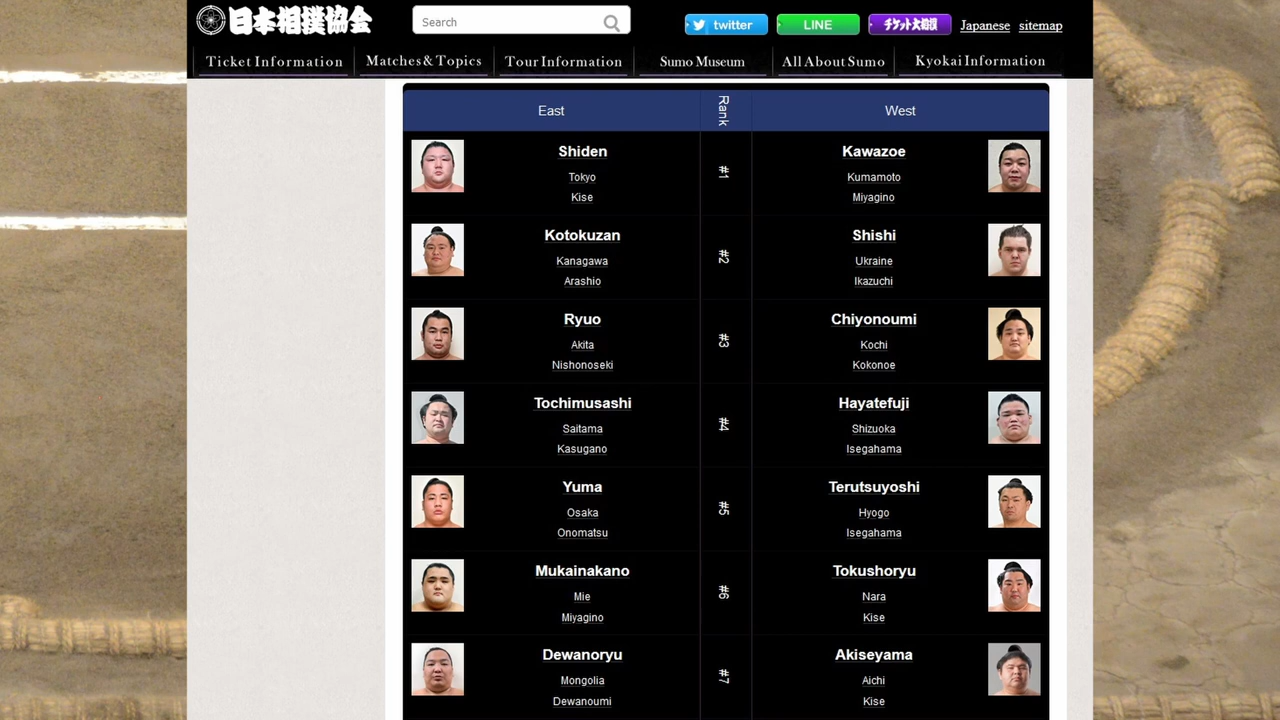 日本相撲協会
Search
twitter
LINE
チケット大相撲
Japanese
sitemap
Ticket Information
Matches & Topics
Tour Information
Sumo Museum
All About Sumo
Kyokai Information
East
Rank
West
Shiden
Tokyo
Kise
#1
Kawazoe
Kumamoto
Miyagino
Kotokuzan
Kanagawa
Arashio
#2
Shishi
Ukraine
Ikazuchi
Ryuo
Akita
Nishonoseki
#3
Chiyonoumi
Kochi
Kokonoe
Tochimusashi
Saitama
Kasugano
#4
Hayatefuji
Shizuoka
Isegahama
Yuma
Osaka
Onomatsu
#5
Terutsuyoshi
Hyogo
Isegahama
Mukainakano
Mie
Miyagino
#6
Tokushoryu
Nara
Kise
Dewanoryu
Mongolia
Dewanoumi
#7
Akiseyama
Aichi
Kise